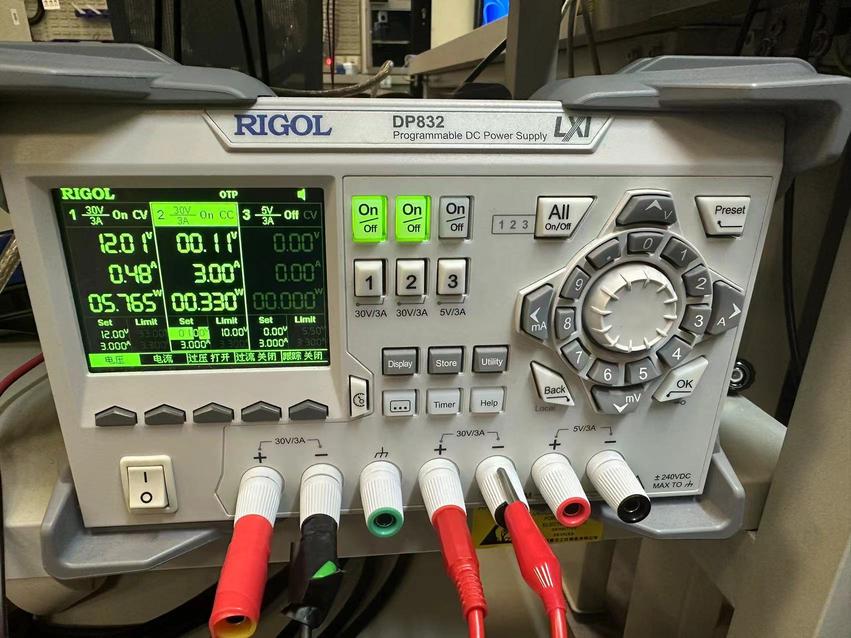 RIGOL
DP832
Programmable DC Power Supply
LXI
RIGOL OTP
1 30V/3A On CV
2 30V/3A On CC
3 5V/3A Off CV
12.01V 00.11V 0.00V
0.48A 3.00A 0.00A
05.765W 00.330W 00.000W
Set Limit Set Limit Set Limit
12.00V 10.00V 0.00V 5.50V
3.000A 3.000A 0.000A
电压 电流 过压 打开 过流 关闭 跟踪 关闭
On/Off On/Off On/Off
1 2 3
All On/Off
Preset
1 2 3
30V/3A 30V/3A 5V/3A
V
. 0 1 2 3 4 5 6 7 8 9
mA A
mV
Display Store Utility
... Timer Help
Back
Local
OK
I
O
+ 30V/3A −
+ 30V/3A −
+ 5V/3A −
±240VDC
MAX TO